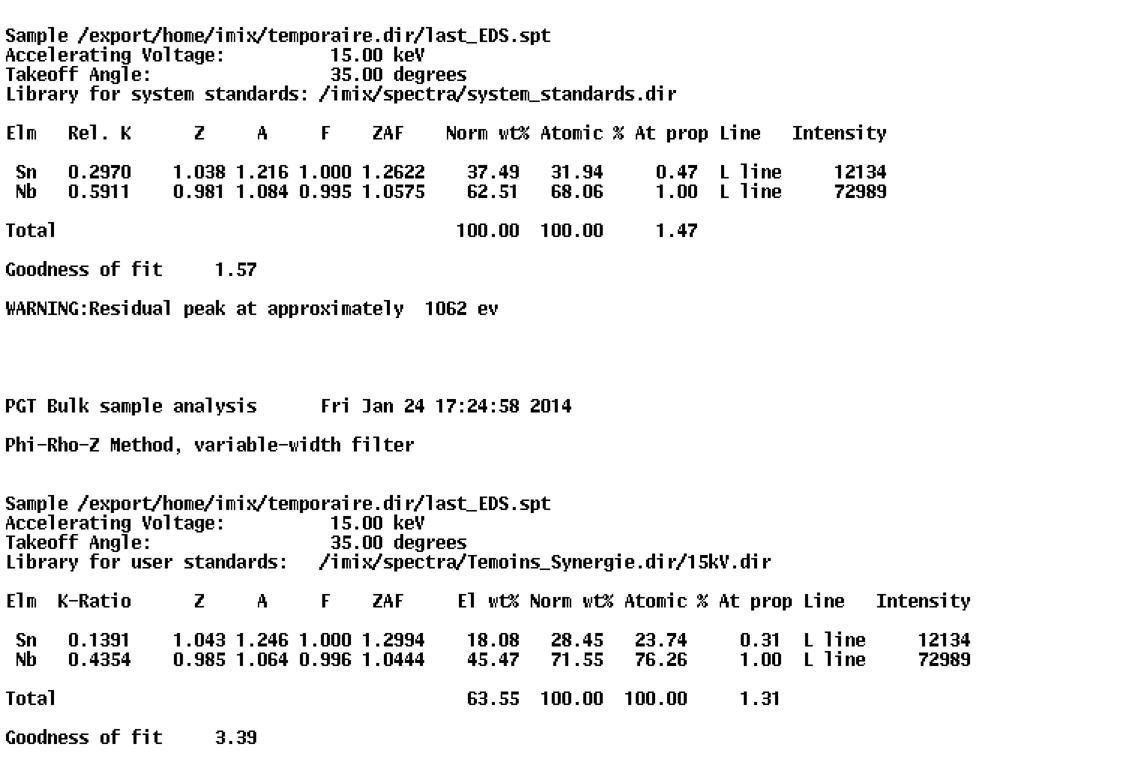 Sample /export/home/imix/temporaire.dir/last_EDS.spt
Accelerating Voltage: 15.00 keV
Takeoff Angle: 35.00 degrees
Library for system standards: /imix/spectra/system_standards.dir
Elm Rel. K Z A F ZAF Norm wt% Atomic % At prop Line Intensity
Sn 0.2970 1.038 1.216 1.000 1.2622 37.49 31.94 0.47 L line 12134
Nb 0.5911 0.981 1.084 0.995 1.0575 62.51 68.06 1.00 L line 72989
Total 100.00 100.00 1.47
Goodness of fit 1.57
WARNING:Residual peak at approximately 1062 ev
PGT Bulk sample analysis Fri Jan 24 17:24:58 2014
Phi-Rho-Z Method, variable-width filter
Sample /export/home/imix/temporaire.dir/last_EDS.spt
Accelerating Voltage: 15.00 keV
Takeoff Angle: 35.00 degrees
Library for user standards: /imix/spectra/Temoins_Synergie.dir/15kV.dir
Elm K-Ratio Z A F ZAF El wt% Norm wt% Atomic % At prop Line Intensity
Sn 0.1391 1.043 1.246 1.000 1.2994 18.08 28.45 23.74 0.31 L line 12134
Nb 0.4354 0.985 1.064 0.996 1.0444 45.47 71.55 76.26 1.00 L line 72989
Total 63.55 100.00 100.00 1.31
Goodness of fit 3.39